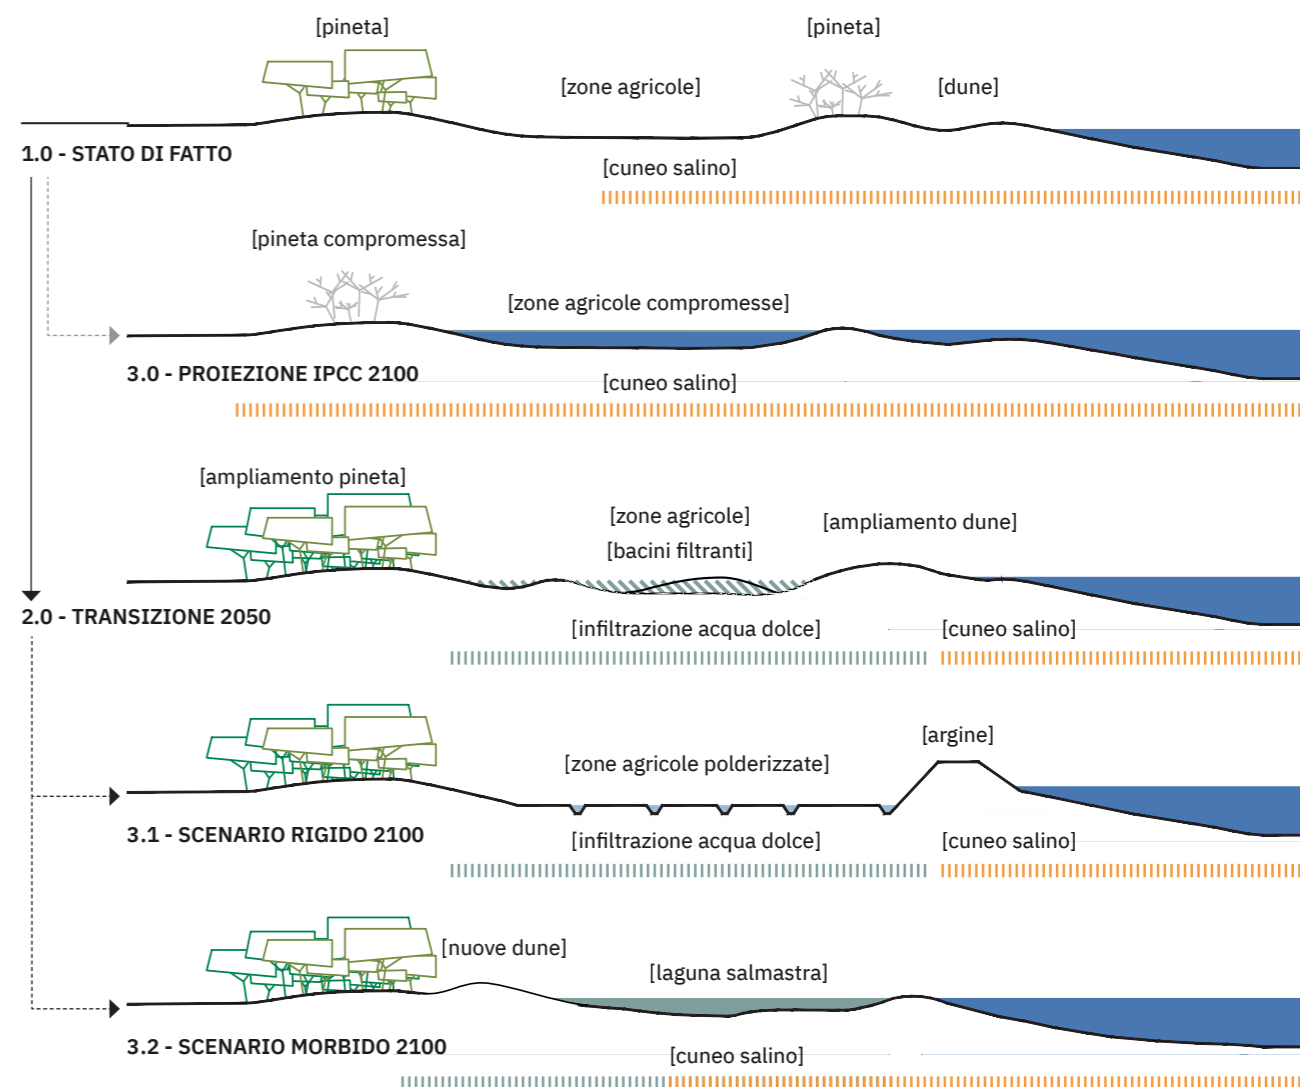 [pineta]
[pineta]
[zone agricole]
[dune]
1.0 - STATO DI FATTO
[cuneo salino]
[pineta compromessa]
[zone agricole compromesse]
3.0 - PROIEZIONE IPCC 2100
[cuneo salino]
[ampliamento pineta]
[zone agricole]
[ampliamento dune]
[bacini filtranti]
2.0 - TRANSIZIONE 2050
[infiltrazione acqua dolce]
[cuneo salino]
[argine]
[zone agricole polderizzate]
3.1 - SCENARIO RIGIDO 2100
[infiltrazione acqua dolce]
[cuneo salino]
[nuove dune]
[laguna salmastra]
3.2 - SCENARIO MORBIDO 2100
[cuneo salino]